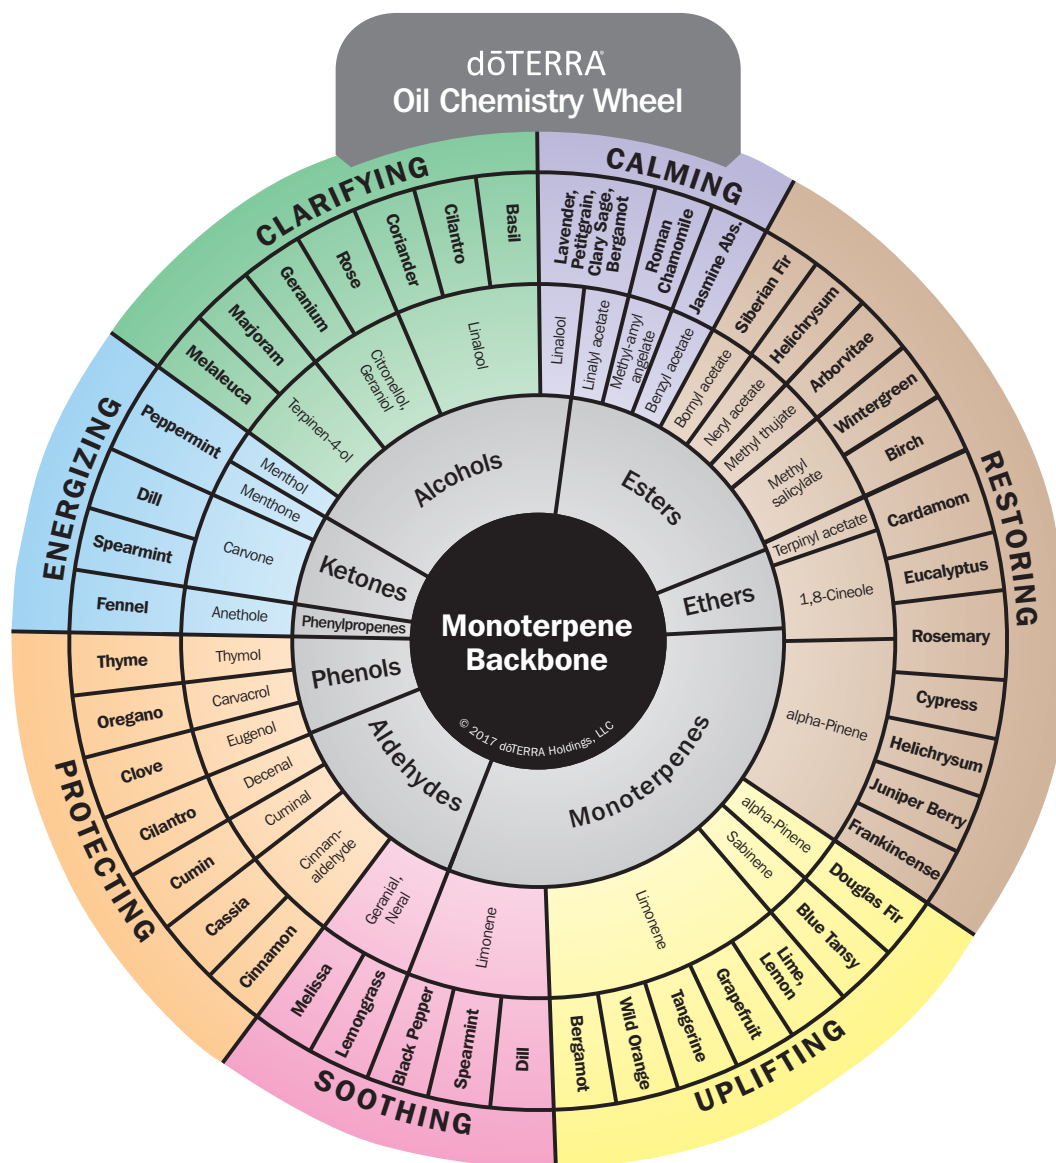 dōTERRA®
Oil Chemistry Wheel
CLARIFYING
CALMING
RESTORING
UPLIFTING
SOOTHING
PROTECTING
ENERGIZING
Melaleuca
Marjoram
Geranium
Rose
Coriander
Cilantro
Basil
Lavender,
Petitgrain,
Clary Sage,
Bergamot
Roman
Chamomile
Jasmine Abs.
Siberian Fir
Helichrysum
Arborvitae
Wintergreen
Birch
Cardamom
Eucalyptus
Rosemary
Cypress
Helichrysum
Juniper Berry
Frankincense
Douglas Fir
Blue Tansy
Lime,
Lemon
Grapefruit
Tangerine
Wild Orange
Bergamot
Dill
Spearmint
Black Pepper
Lemongrass
Melissa
Cinnamon
Cassia
Cumin
Cilantro
Clove
Oregano
Thyme
Fennel
Spearmint
Dill
Peppermint
Terpinen-4-ol
Citronellol,
Geraniol
Linalool
Linalool
Linalyl acetate
Methyl-amyl
angelate
Benzyl acetate
Bornyl acetate
Neryl acetate
Methyl thujate
Methyl
salicylate
Terpinyl acetate
1,8-Cineole
alpha-Pinene
alpha-Pinene
Sabinene
Limonene
Limonene
Geranial,
Neral
Cinnam-
aldehyde
Cuminal
Decenal
Eugenol
Carvacrol
Thymol
Anethole
Carvone
Menthone
Menthol
Alcohols
Esters
Ethers
Monoterpenes
Aldehydes
Phenols
Phenylpropenes
Ketones
Monoterpene
Backbone
© 2017 dōTERRA Holdings, LLC